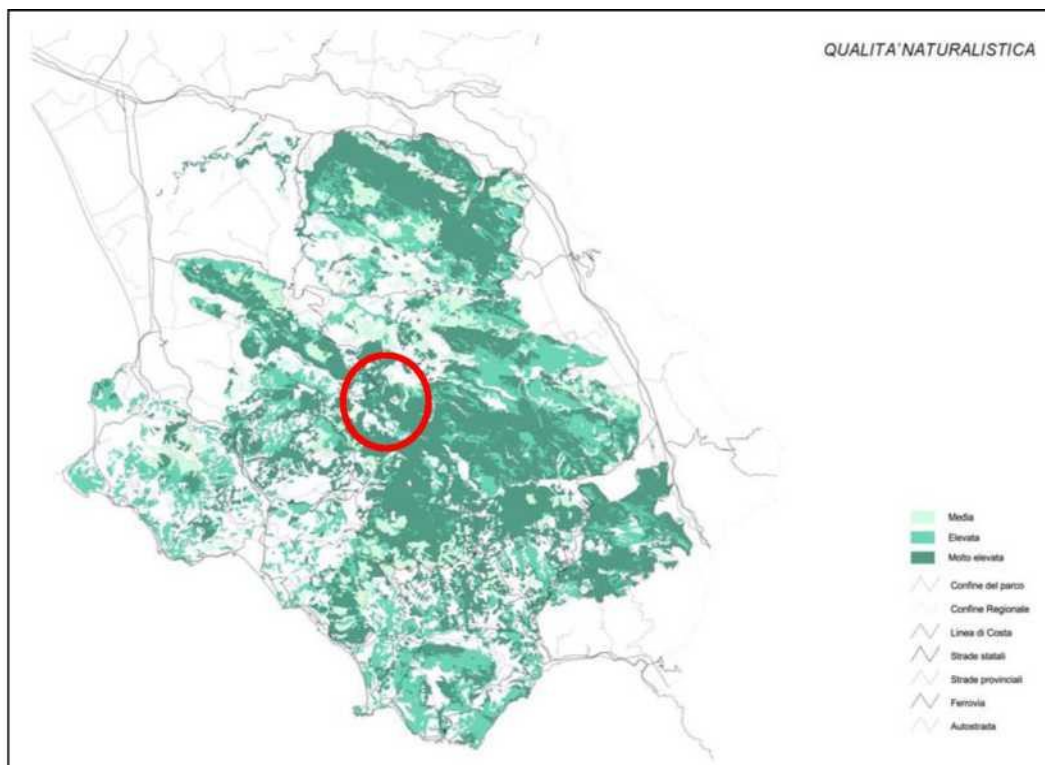 QUALITA'NATURALISTICA
Media
Elevata
Molto elevata
Confine del parco
Confine Regionale
Linea di Costa
Strade statali
Strade provinciali
Ferrovia
Autostrada